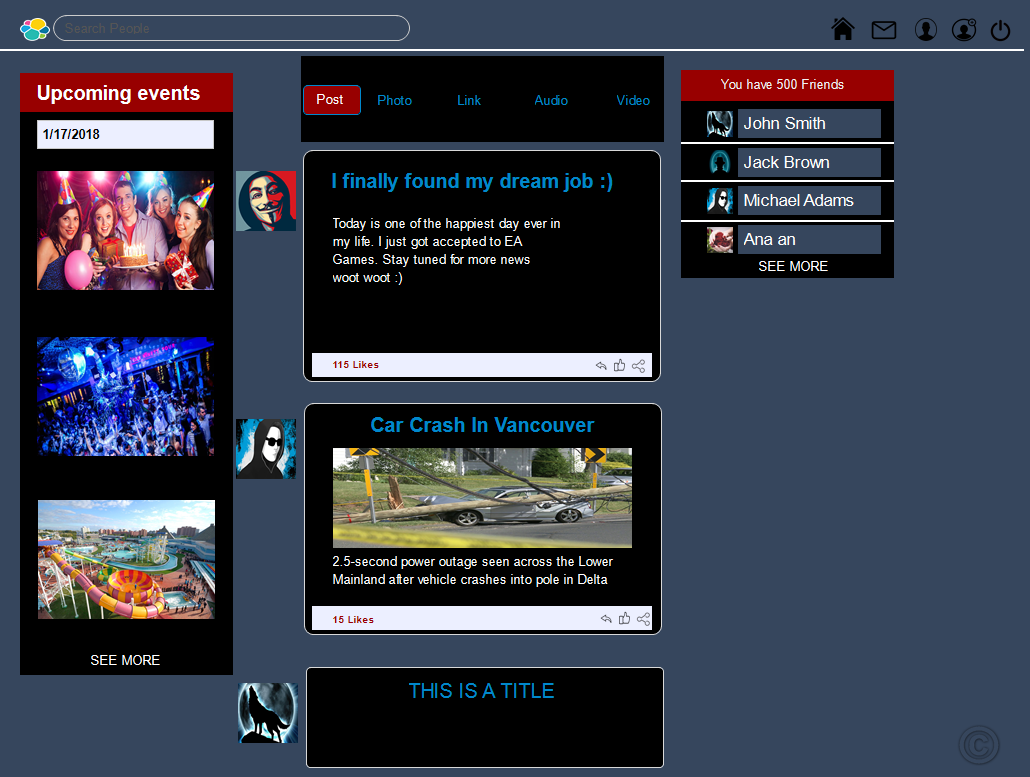 Search People
Upcoming events
1/17/2018
SEE MORE
Post
Photo
Link
Audio
Video
I finally found my dream job :)
Today is one of the happiest day ever in
my life. I just got accepted to EA
Games. Stay tuned for more news
woot woot :)
115 Likes
Car Crash In Vancouver
2.5-second power outage seen across the Lower
Mainland after vehicle crashes into pole in Delta
15 Likes
THIS IS A TITLE
You have 500 Friends
John Smith
Jack Brown
Michael Adams
Ana an
SEE MORE
©